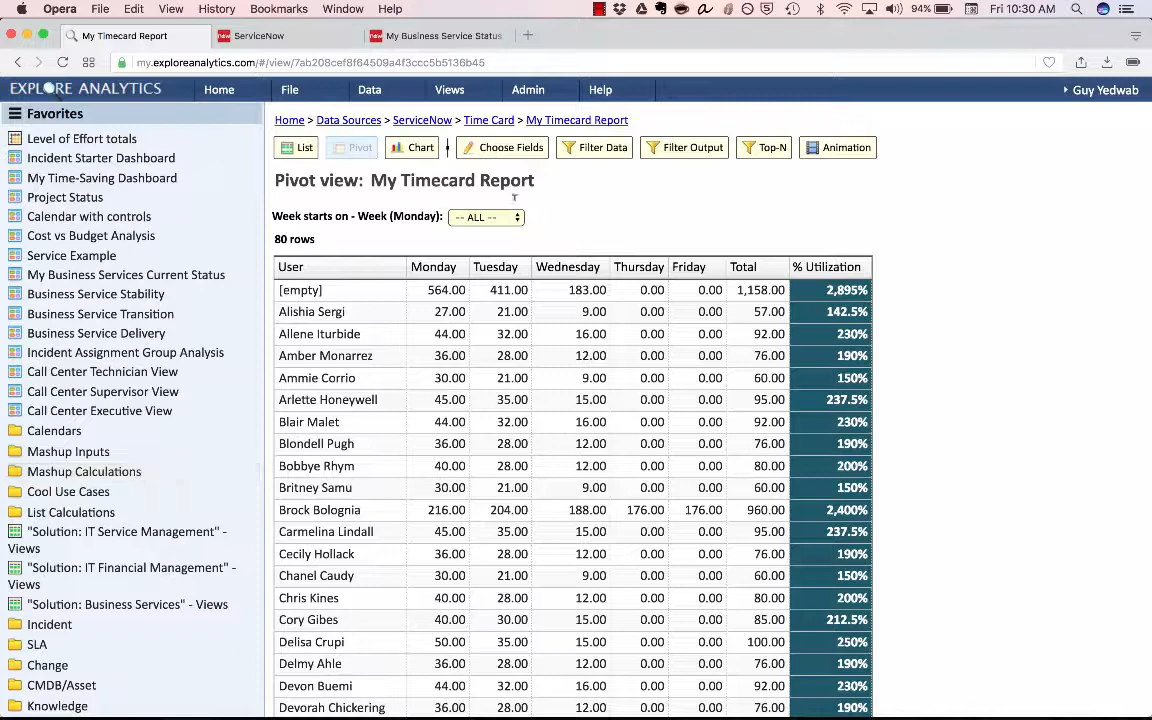 Opera File Edit View History Bookmarks Window Help 94% Fri 10:30 AM
My Timecard Report ServiceNow My Business Service Status
my.exploreanalytics.com/#/view/7ab208cef8f64509a4f3ccc5b5136b45
EXPLORE ANALYTICS Home File Data Views Admin Help Guy Yedwab
Favorites
Level of Effort totals
Incident Starter Dashboard
My Time-Saving Dashboard
Project Status
Calendar with controls
Cost vs Budget Analysis
Service Example
My Business Services Current Status
Business Service Stability
Business Service Transition
Business Service Delivery
Incident Assignment Group Analysis
Call Center Technician View
Call Center Supervisor View
Call Center Executive View
Calendars
Mashup Inputs
Mashup Calculations
Cool Use Cases
List Calculations
"Solution: IT Service Management" -
Views
"Solution: IT Financial Management" -
Views
"Solution: Business Services" - Views
Incident
SLA
Change
CMDB/Asset
Knowledge
Home > Data Sources > ServiceNow > Time Card > My Timecard Report
List Pivot Chart Choose Fields Filter Data Filter Output Top-N Animation
Pivot view: My Timecard Report
Week starts on - Week (Monday): -- ALL --
80 rows
User Monday Tuesday Wednesday Thursday Friday Total % Utilization
[empty] 564.00 411.00 183.00 0.00 0.00 1,158.00 2,895%
Alishia Sergi 27.00 21.00 9.00 0.00 0.00 57.00 142.5%
Allene Iturbide 44.00 32.00 16.00 0.00 0.00 92.00 230%
Amber Monarrez 36.00 28.00 12.00 0.00 0.00 76.00 190%
Ammie Corrio 30.00 21.00 9.00 0.00 0.00 60.00 150%
Arlette Honeywell 45.00 35.00 15.00 0.00 0.00 95.00 237.5%
Blair Malet 44.00 32.00 16.00 0.00 0.00 92.00 230%
Blondell Pugh 36.00 28.00 12.00 0.00 0.00 76.00 190%
Bobbye Rhym 40.00 28.00 12.00 0.00 0.00 80.00 200%
Britney Samu 30.00 21.00 9.00 0.00 0.00 60.00 150%
Brock Bolognia 216.00 204.00 188.00 176.00 176.00 960.00 2,400%
Carmelina Lindall 45.00 35.00 15.00 0.00 0.00 95.00 237.5%
Cecily Hollack 36.00 28.00 12.00 0.00 0.00 76.00 190%
Chanel Caudy 30.00 21.00 9.00 0.00 0.00 60.00 150%
Chris Kines 40.00 28.00 12.00 0.00 0.00 80.00 200%
Cory Gibes 40.00 30.00 15.00 0.00 0.00 85.00 212.5%
Delisa Crupi 50.00 35.00 15.00 0.00 0.00 100.00 250%
Delmy Ahle 36.00 28.00 12.00 0.00 0.00 76.00 190%
Devon Buemi 44.00 32.00 16.00 0.00 0.00 92.00 230%
Devorah Chickering 36.00 28.00 12.00 0.00 0.00 76.00 190%